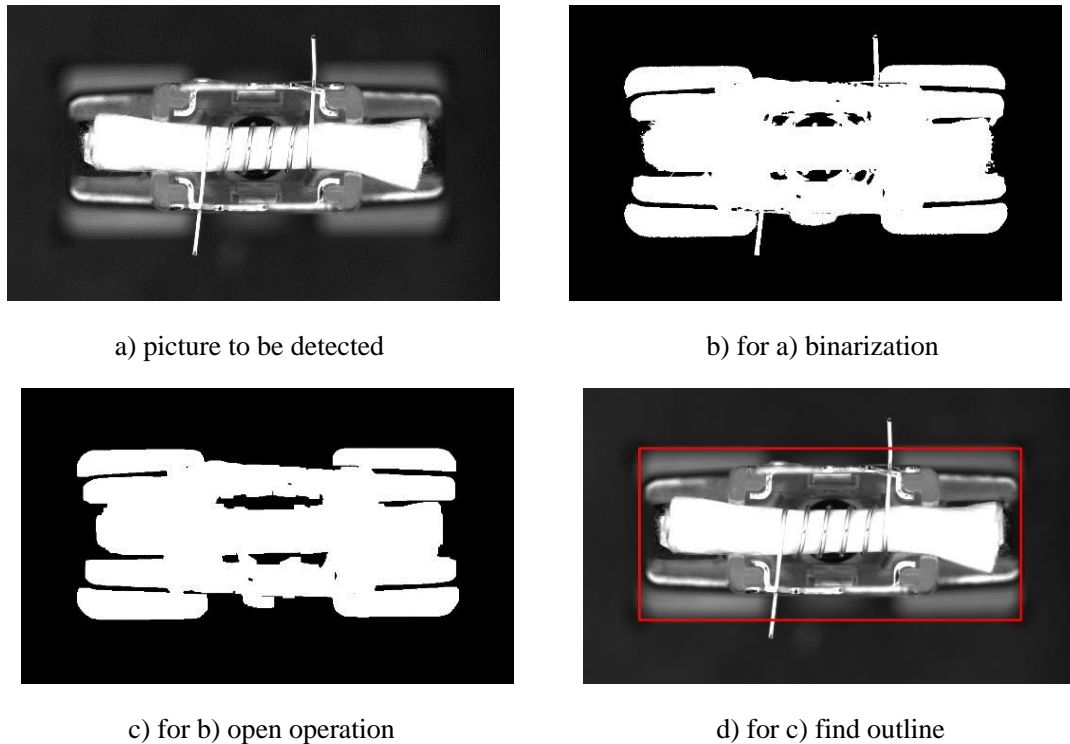 a) picture to be detected
b) for a) binarization
c) for b) open operation
d) for c) find outline